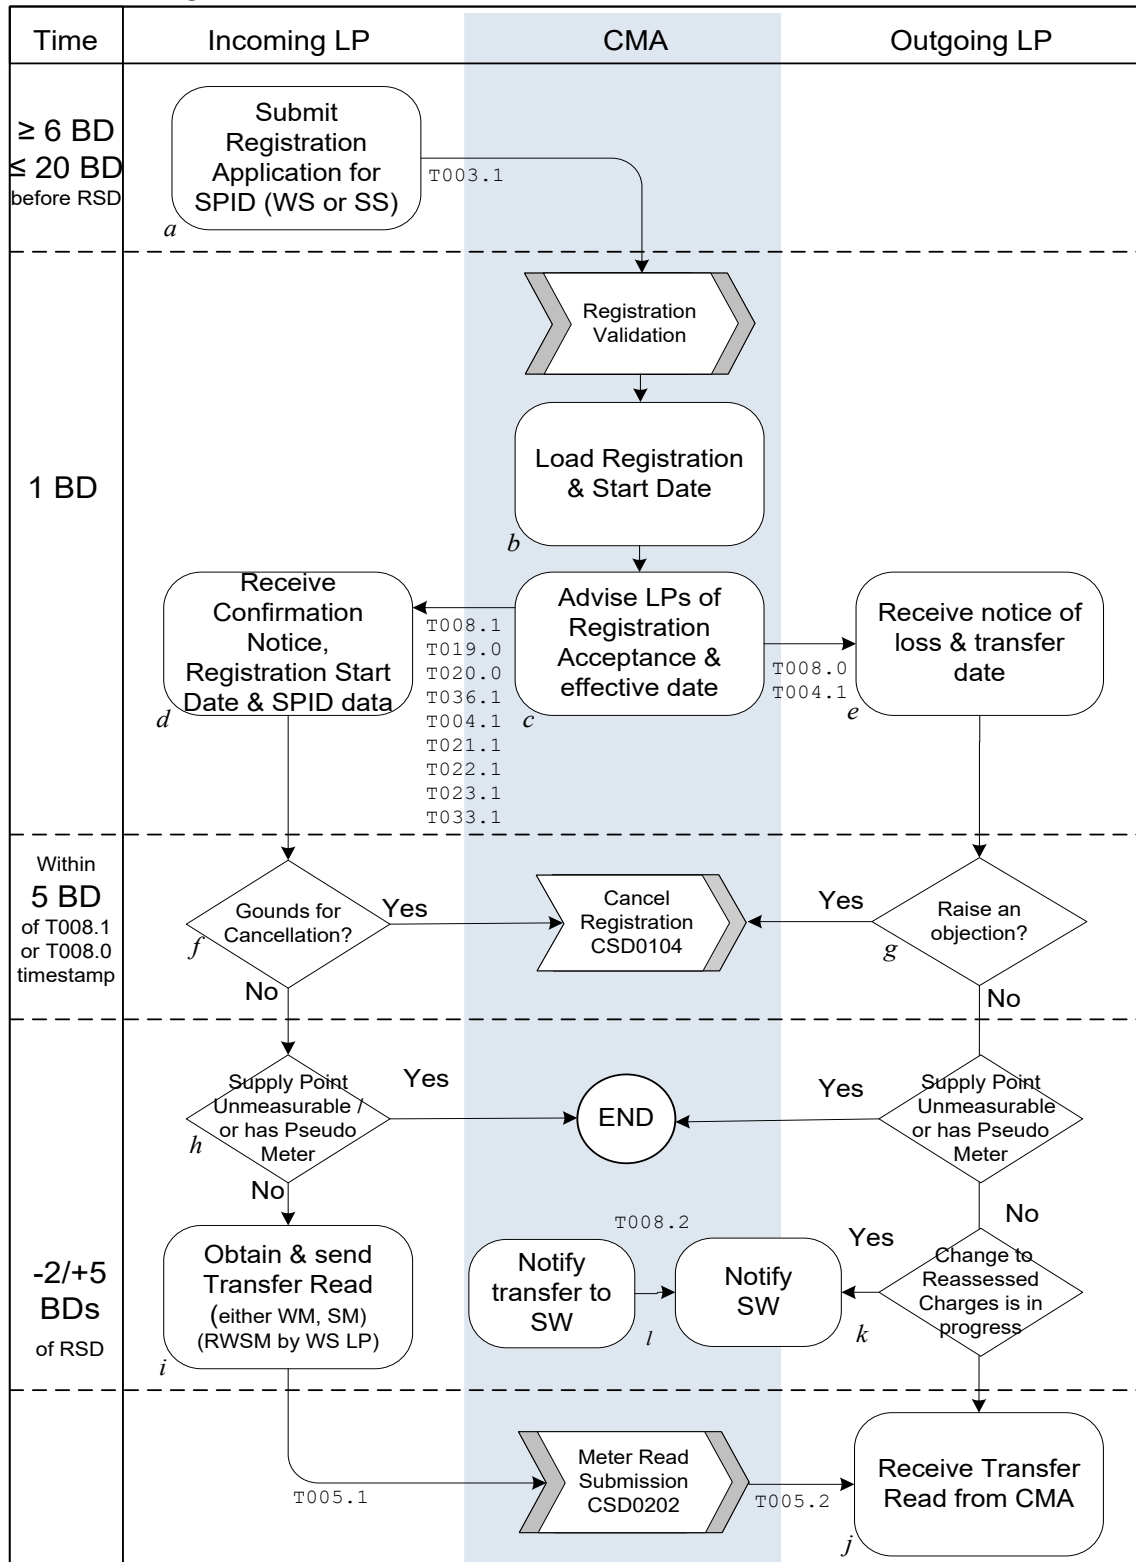 Time
Incoming LP
CMA
Outgoing LP
≥ 6 BD
≤ 20 BD
before RSD
Submit
Registration
Application for
SPID (WS or SS)
a
T003.1
1 BD
Registration
Validation
Load Registration
& Start Date
b
Receive
Confirmation
Notice,
Registration Start
Date & SPID data
d
T008.1
T019.0
T020.0
T036.1
T004.1
T021.1
T022.1
T023.1
T033.1
Advise LPs of
Registration
Acceptance &
effective date
c
T008.0
T004.1
Receive notice of
loss & transfer
date
e
Within
5 BD
of T008.1
or T008.0
timestamp
Gounds for
Cancellation?
f
Yes
No
Cancel
Registration
CSD0104
Yes
Raise an
objection?
g
No
-2/+5
BDs
of RSD
Supply Point
Unmeasurable /
or has Pseudo
Meter
h
Yes
No
END
Yes
Supply Point
Unmeasurable
or has Pseudo
Meter
No
Obtain & send
Transfer Read
(either WM, SM)
(RWSM by WS LP)
i
T008.2
Notify
transfer to
SW
l
Notify
SW
k
Yes
Change to
Reassessed
Charges is in
progress
T005.1
Meter Read
Submission
CSD0202
T005.2
Receive Transfer
Read from CMA
j